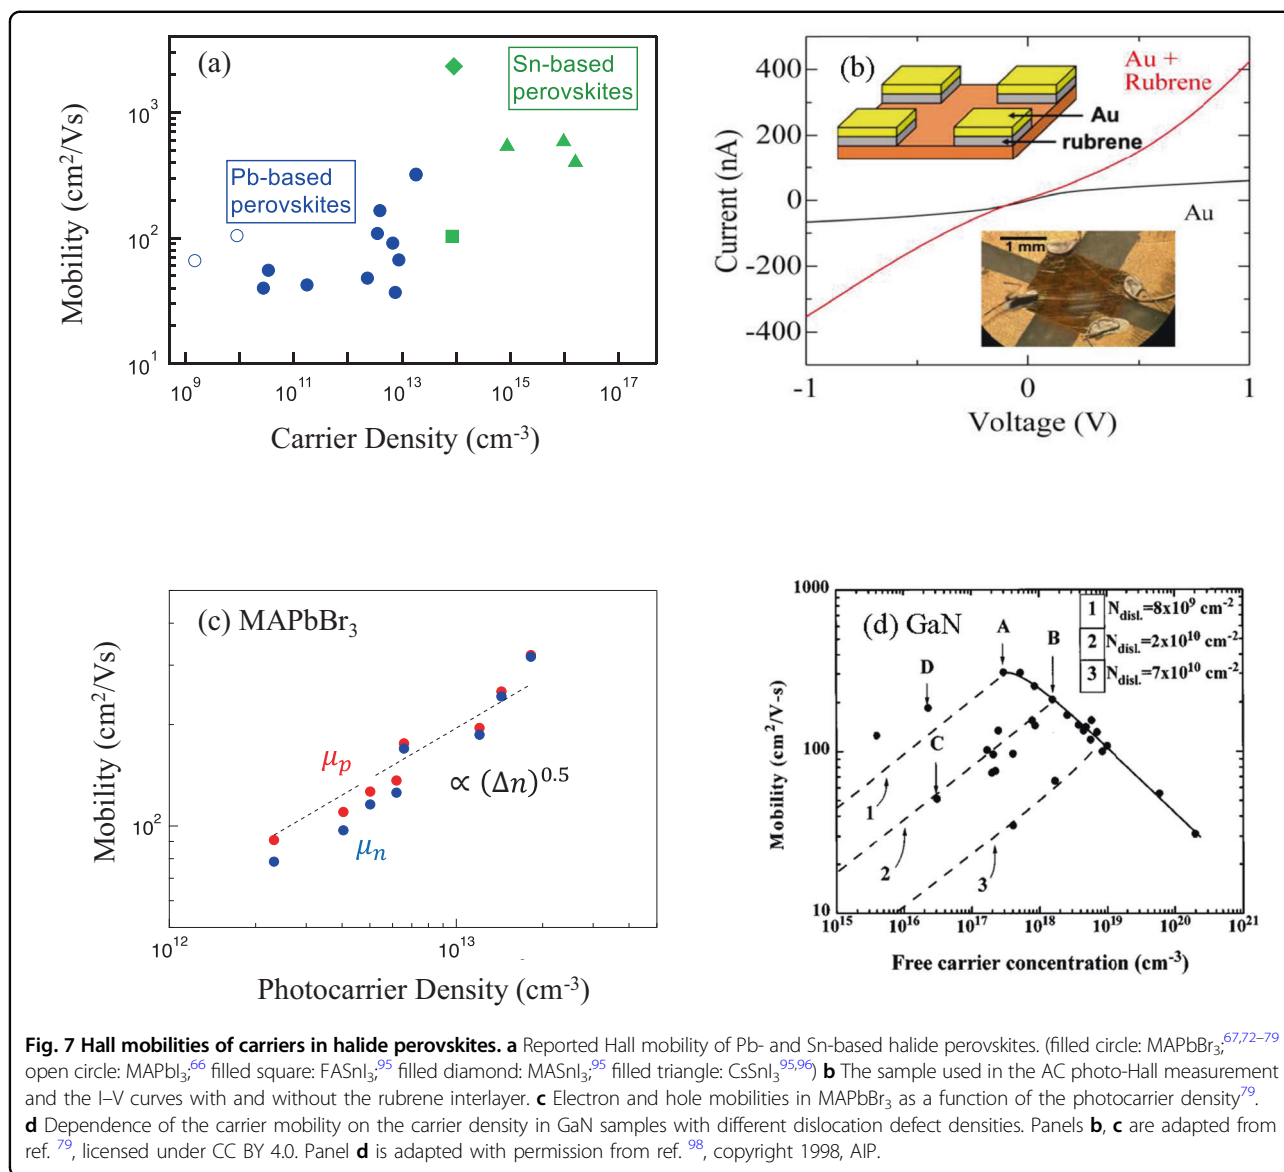 (a)
Sn-based
perovskites
Pb-based
perovskites
10³
10²
10¹
Mobility (cm²/Vs)
10⁹
10¹¹
10¹³
10¹⁵
10¹⁷
Carrier Density (cm⁻³)
(b)
Au +
Rubrene
Au
rubrene
Au
1 mm
400
200
0
-200
-400
Current (nA)
-1
0
1
Voltage (V)
(c) MAPbBr₃
μₚ
μₙ
∝ (Δn)⁰·⁵
10²
Mobility (cm²/Vs)
10¹²
10¹³
Photocarrier Density (cm⁻³)
(d) GaN
1 N_disl.=8x10⁹ cm⁻²
2 N_disl.=2x10¹⁰ cm⁻²
3 N_disl.=7x10¹⁰ cm⁻²
A
B
D
C
1
2
3
1000
100
10
Mobility (cm²/V-s)
10¹⁵
10¹⁶
10¹⁷
10¹⁸
10¹⁹
10²⁰
10²¹
Free carrier concentration (cm⁻³)
Fig. 7 Hall mobilities of carriers in halide perovskites. a Reported Hall mobility of Pb- and Sn-based halide perovskites. (filled circle: MAPbBr₃;⁶⁷,⁷²⁻⁷⁹
open circle: MAPbI₃;⁶⁶ filled square: FASnI₃;⁹⁵ filled diamond: MASnI₃;⁹⁵ filled triangle: CsSnI₃⁹⁵,⁹⁶) b The sample used in the AC photo-Hall measurement
and the I–V curves with and without the rubrene interlayer. c Electron and hole mobilities in MAPbBr₃ as a function of the photocarrier density⁷⁹.
d Dependence of the carrier mobility on the carrier density in GaN samples with different dislocation defect densities. Panels b, c are adapted from
ref. ⁷⁹, licensed under CC BY 4.0. Panel d is adapted with permission from ref. ⁹⁸, copyright 1998, AIP.